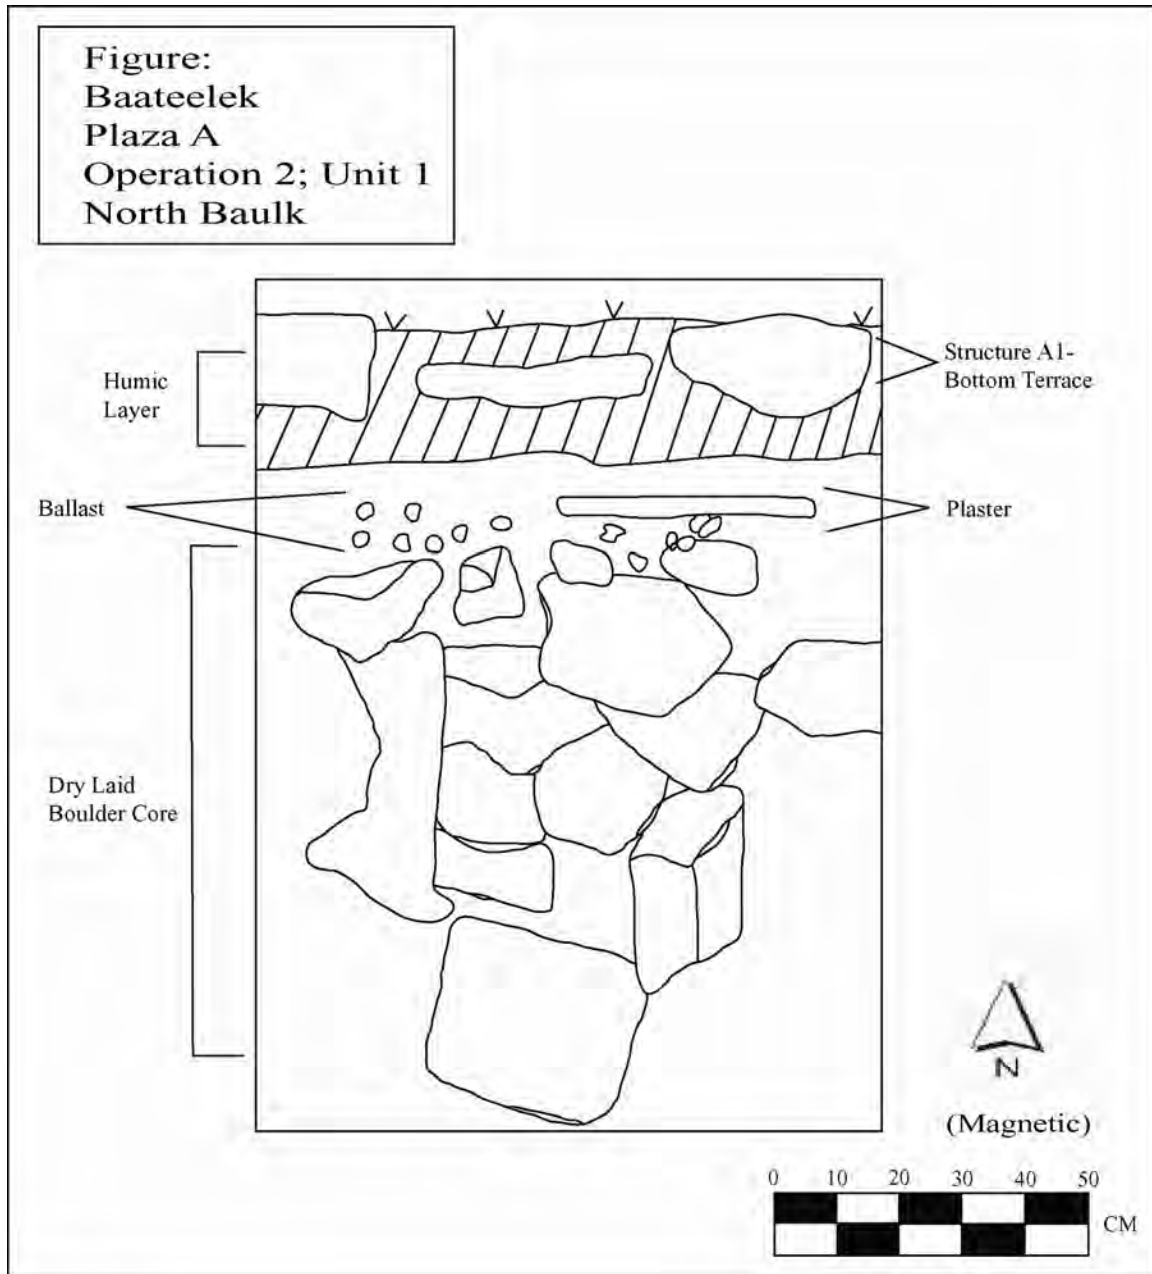 Figure:
Baateelek
Plaza A
Operation 2; Unit 1
North Baulk
Humic
Layer
Structure A1-
Bottom Terrace
Ballast
Plaster
Dry Laid
Boulder Core
N
(Magnetic)
0 10 20 30 40 50
CM